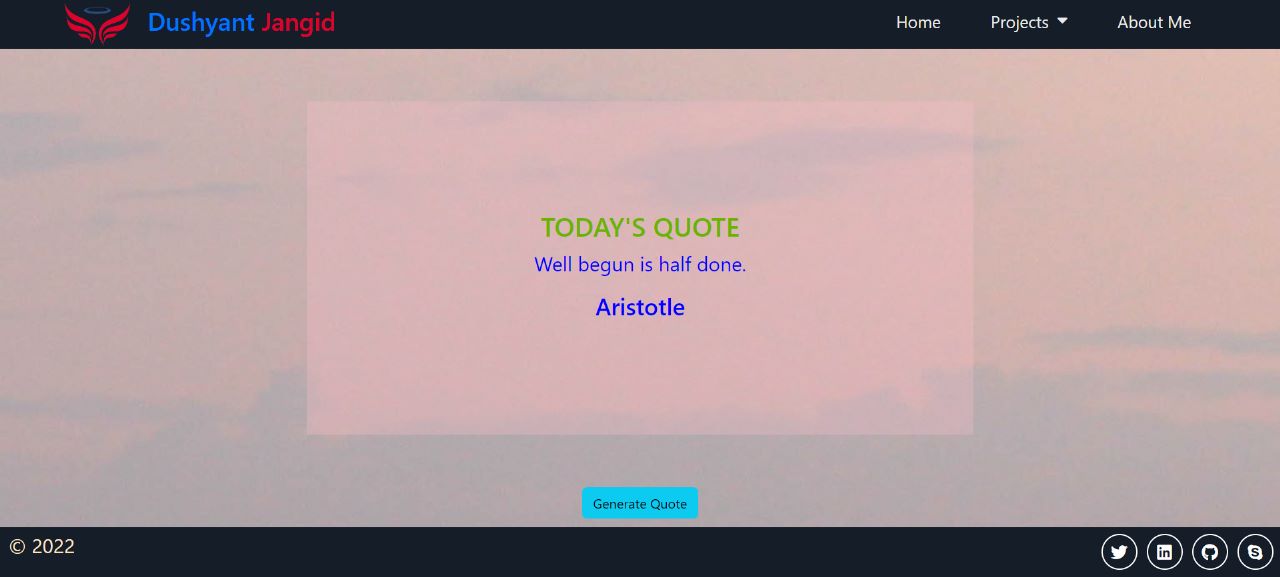 Dushyant Jangid
Home
Projects
About Me
TODAY'S QUOTE
Well begun is half done.
Aristotle
Generate Quote
© 2022